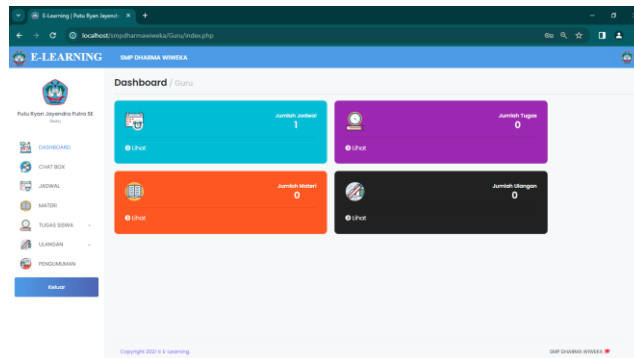 E-Learning | Putu Ryan Jayendr
localhost/smpdharmawiweka/Guru/index.php
E-LEARNING
SMP DHARMA WIWEKA
Putu Ryan Jayendra Putra SE
Guru
DASHBOARD
CHAT BOX
JADWAL
MATERI
TUGAS SISWA
ULANGAN
PENGUMUMAN
Keluar
Dashboard / Guru
Jumlah Jadwal
1
Lihat
Jumlah Tugas
0
Lihat
Jumlah Materi
0
Lihat
Jumlah Ulangan
0
Lihat
Copyright 2021 © E-Learning.
SMP DHARMA WIWEKA